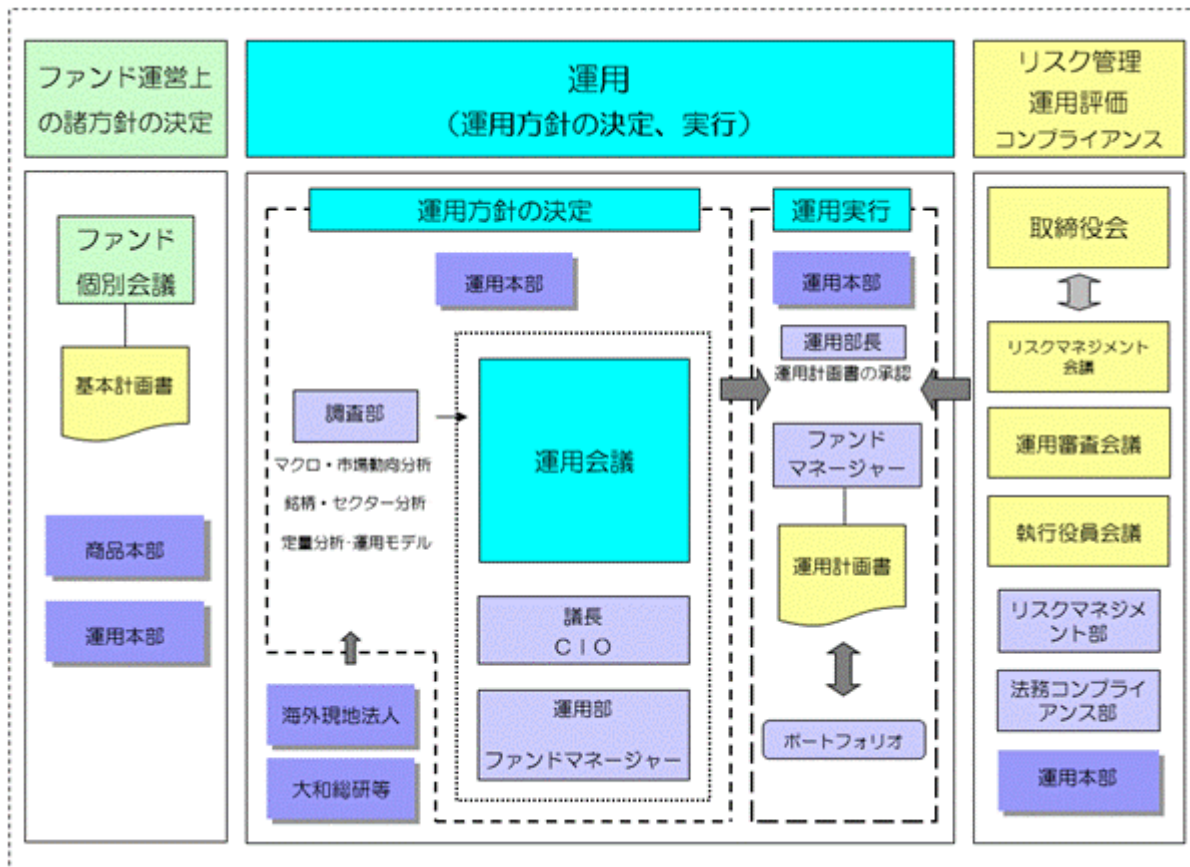 ファンド運営上
の諸方針の決定
運用
（運用方針の決定、実行）
リスク管理
運用評価
コンプライアンス
ファンド
個別会議
基本計画書
商品本部
運用本部
運用方針の決定
運用本部
調査部
マクロ・市場動向分析
銘柄・セクター分析
定量分析・運用モデル
運用会議
議長
ＣＩＯ
運用部
ファンドマネージャー
海外現地法人
大和総研等
運用実行
運用本部
運用部長
運用計画書の承認
ファンド
マネージャー
運用計画書
ポートフォリオ
取締役会
リスクマネジメント
会議
運用審査会議
執行役員会議
リスクマネジメ
ント部
法務コンプライ
アンス部
運用本部